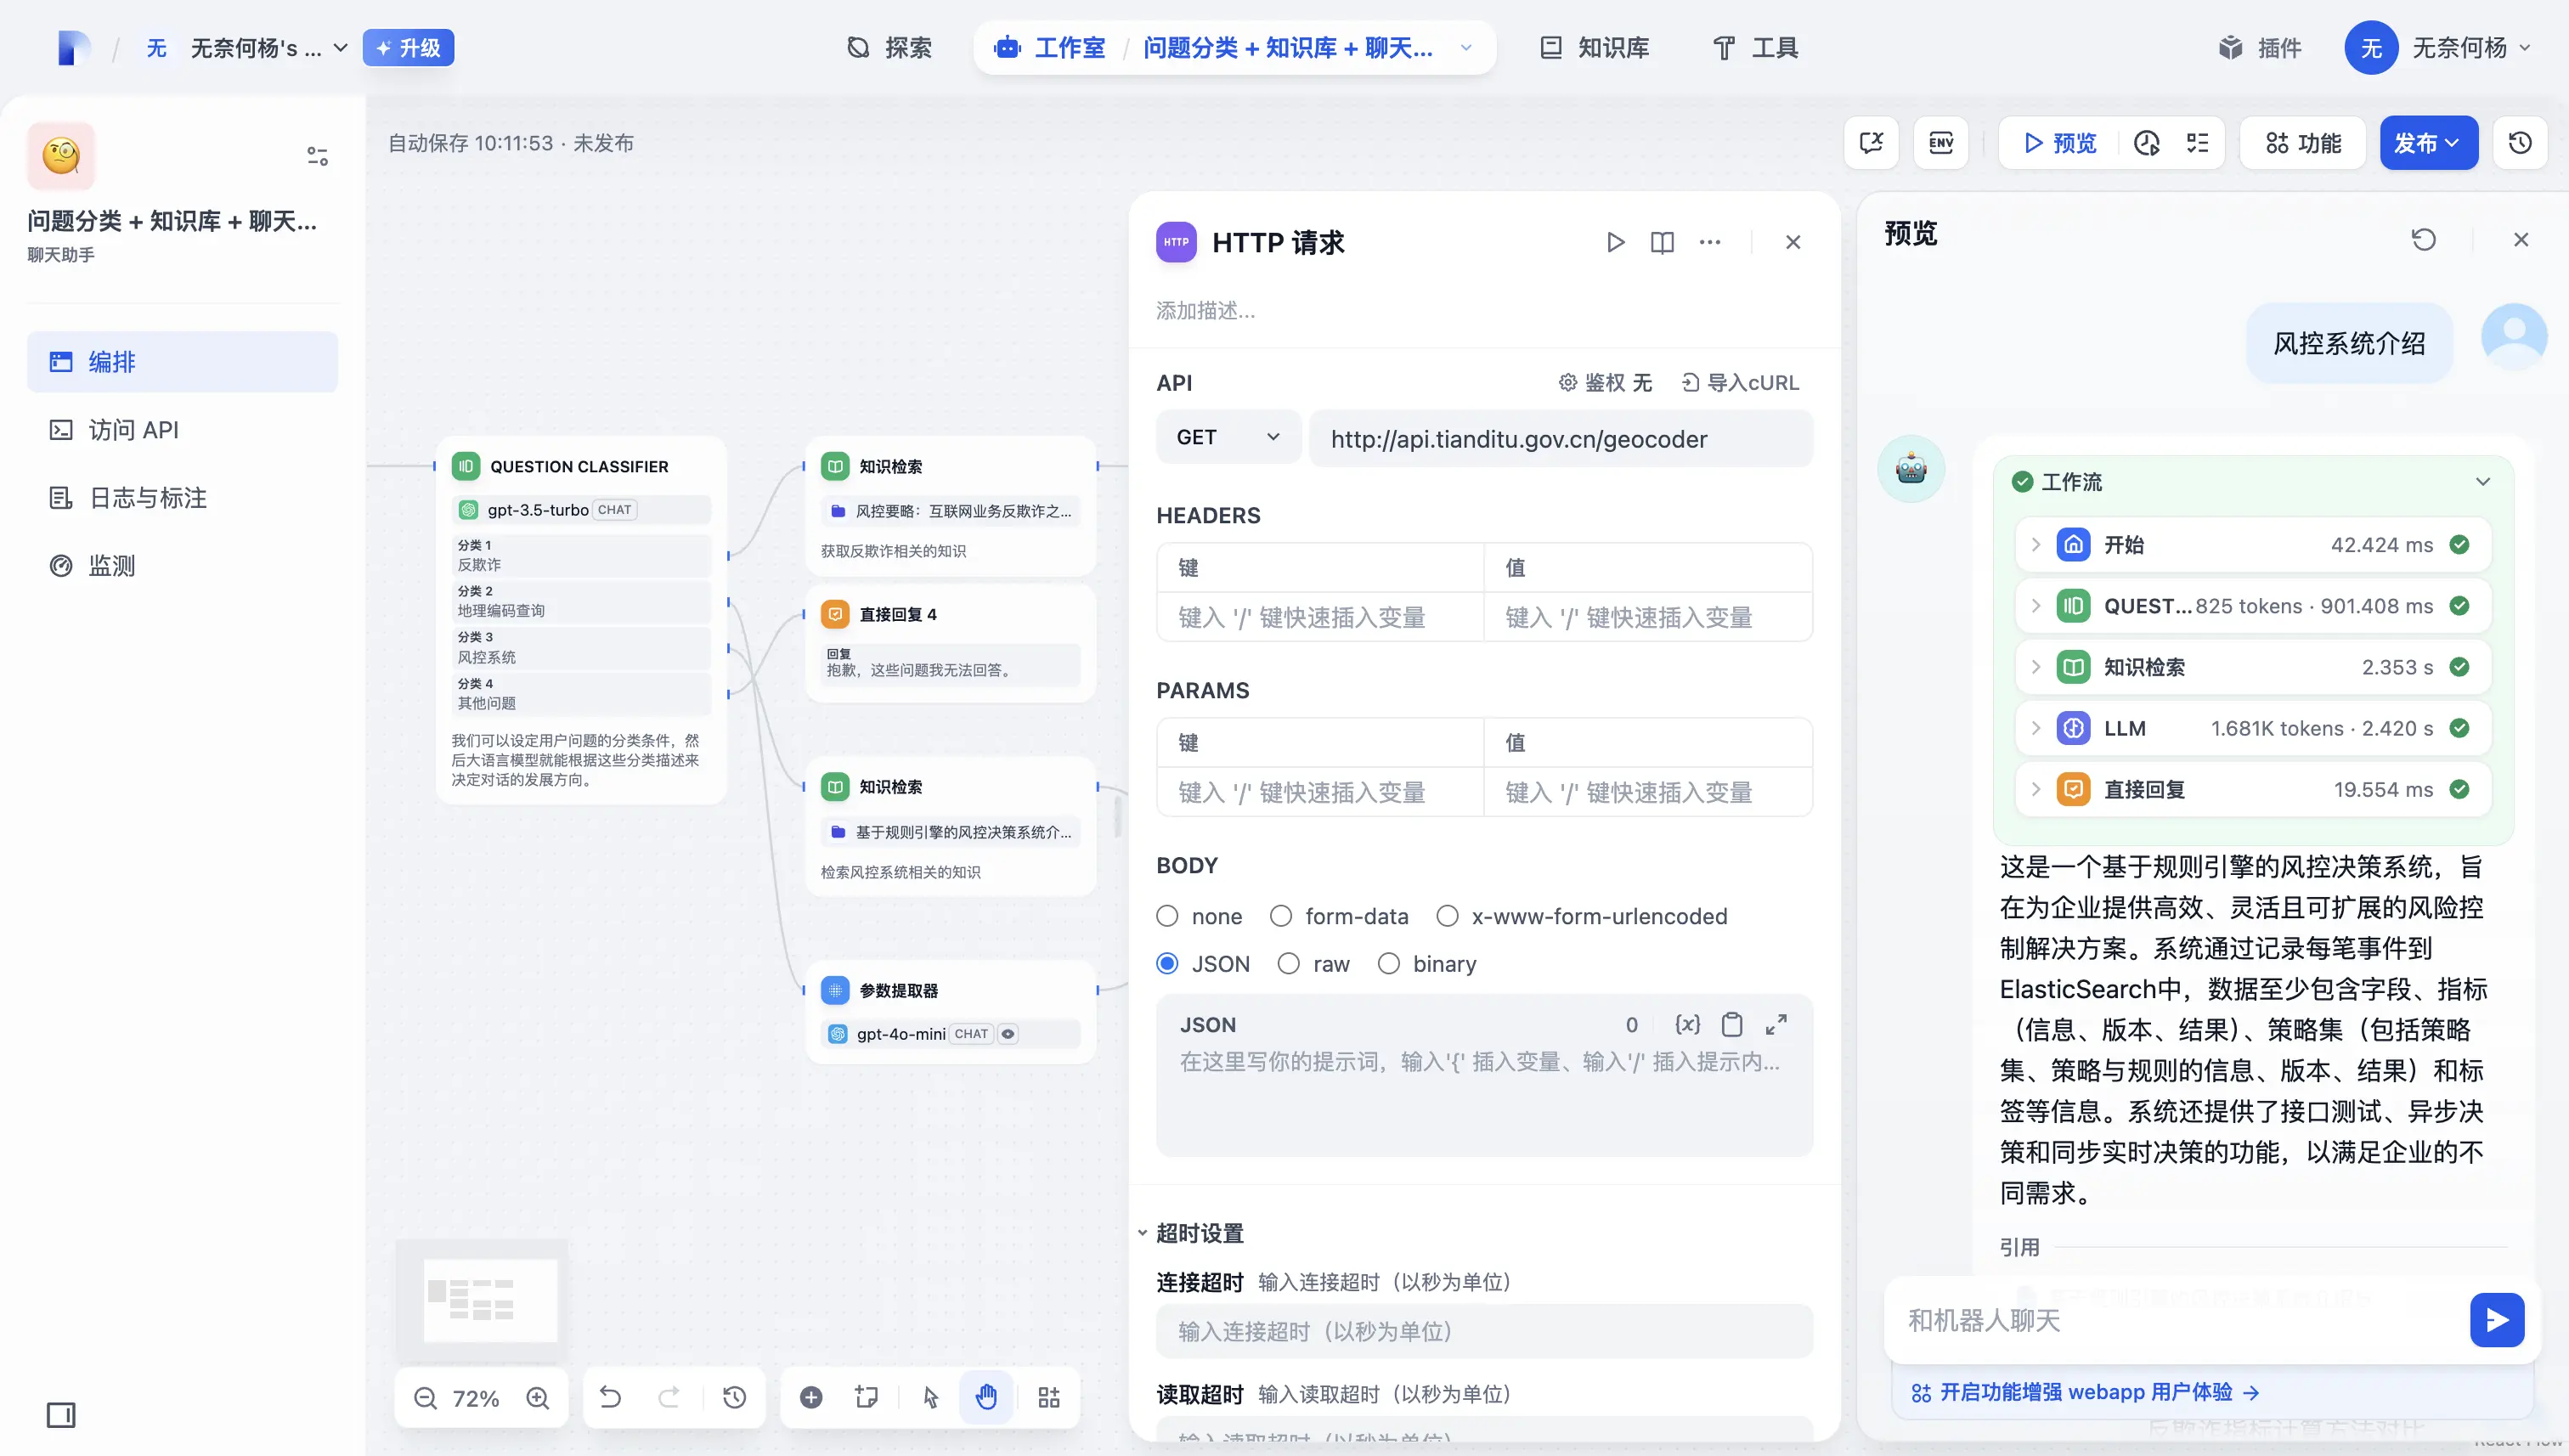 无 无奈何杨's ... 升级
探索
工作室 / 问题分类 + 知识库 + 聊天...
知识库
工具
插件
无 无奈何杨
问题分类 + 知识库 + 聊天...
聊天助手
编排
访问 API
日志与标注
监测
自动保存 10:11:53 · 未发布
ENV
预览
功能
发布
QUESTION CLASSIFIER
gpt-3.5-turbo CHAT
分类 1
反欺诈
分类 2
地理编码查询
分类 3
风控系统
分类 4
其他问题
我们可以设定用户问题的分类条件，然
后大语言模型就能根据这些分类描述来
决定对话的发展方向。
知识检索
风控要略：互联网业务反欺诈之...
获取反欺诈相关的知识
直接回复 4
回复
抱歉，这些问题我无法回答。
知识检索
基于规则引擎的风控决策系统介...
检索风控系统相关的知识
参数提取器
gpt-4o-mini CHAT
72%
HTTP HTTP 请求
添加描述...
API 鉴权 无 导入cURL
GET http://api.tianditu.gov.cn/geocoder
HEADERS
键 值
键入 '/' 键快速插入变量 键入 '/' 键快速插入变量
PARAMS
键 值
键入 '/' 键快速插入变量 键入 '/' 键快速插入变量
BODY
none form-data x-www-form-urlencoded
JSON raw binary
JSON 0 {x}
在这里写你的提示词，输入'{' 插入变量、输入'/' 插入提示内...
超时设置
连接超时 输入连接超时（以秒为单位）
输入连接超时（以秒为单位）
读取超时 输入读取超时（以秒为单位）
输入读取超时（以秒为单位）
预览
风控系统介绍
工作流
开始 42.424 ms
QUEST... 825 tokens · 901.408 ms
知识检索 2.353 s
LLM 1.681K tokens · 2.420 s
直接回复 19.554 ms
这是一个基于规则引擎的风控决策系统，旨
在为企业提供高效、灵活且可扩展的风险控
制解决方案。系统通过记录每笔事件到
ElasticSearch中，数据至少包含字段、指标
（信息、版本、结果）、策略集（包括策略
集、策略与规则的信息、版本、结果）和标
签等信息。系统还提供了接口测试、异步决
策和同步实时决策的功能，以满足企业的不
同需求。
引用
和机器人聊天
开启功能增强 webapp 用户体验 →
反欺诈指标计算方法对比
React Flow